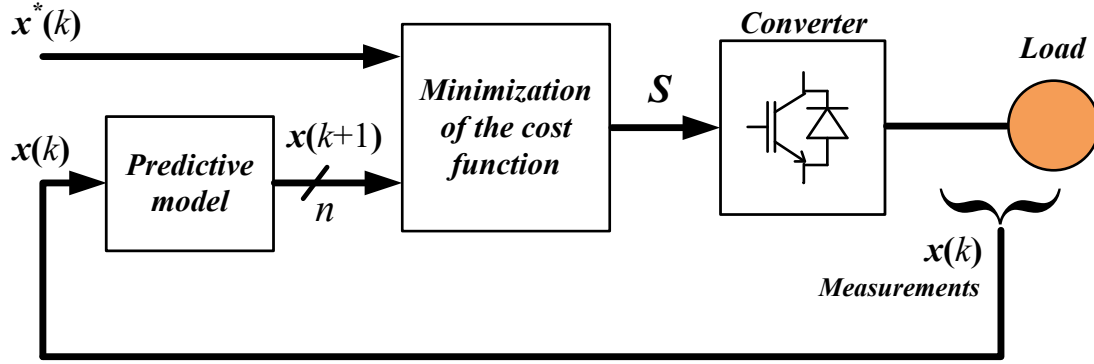 x*(k)
Converter
Load
Minimization
of the cost
function
S
x(k)
Predictive
model
x(k+1)
n
x(k)
Measurements